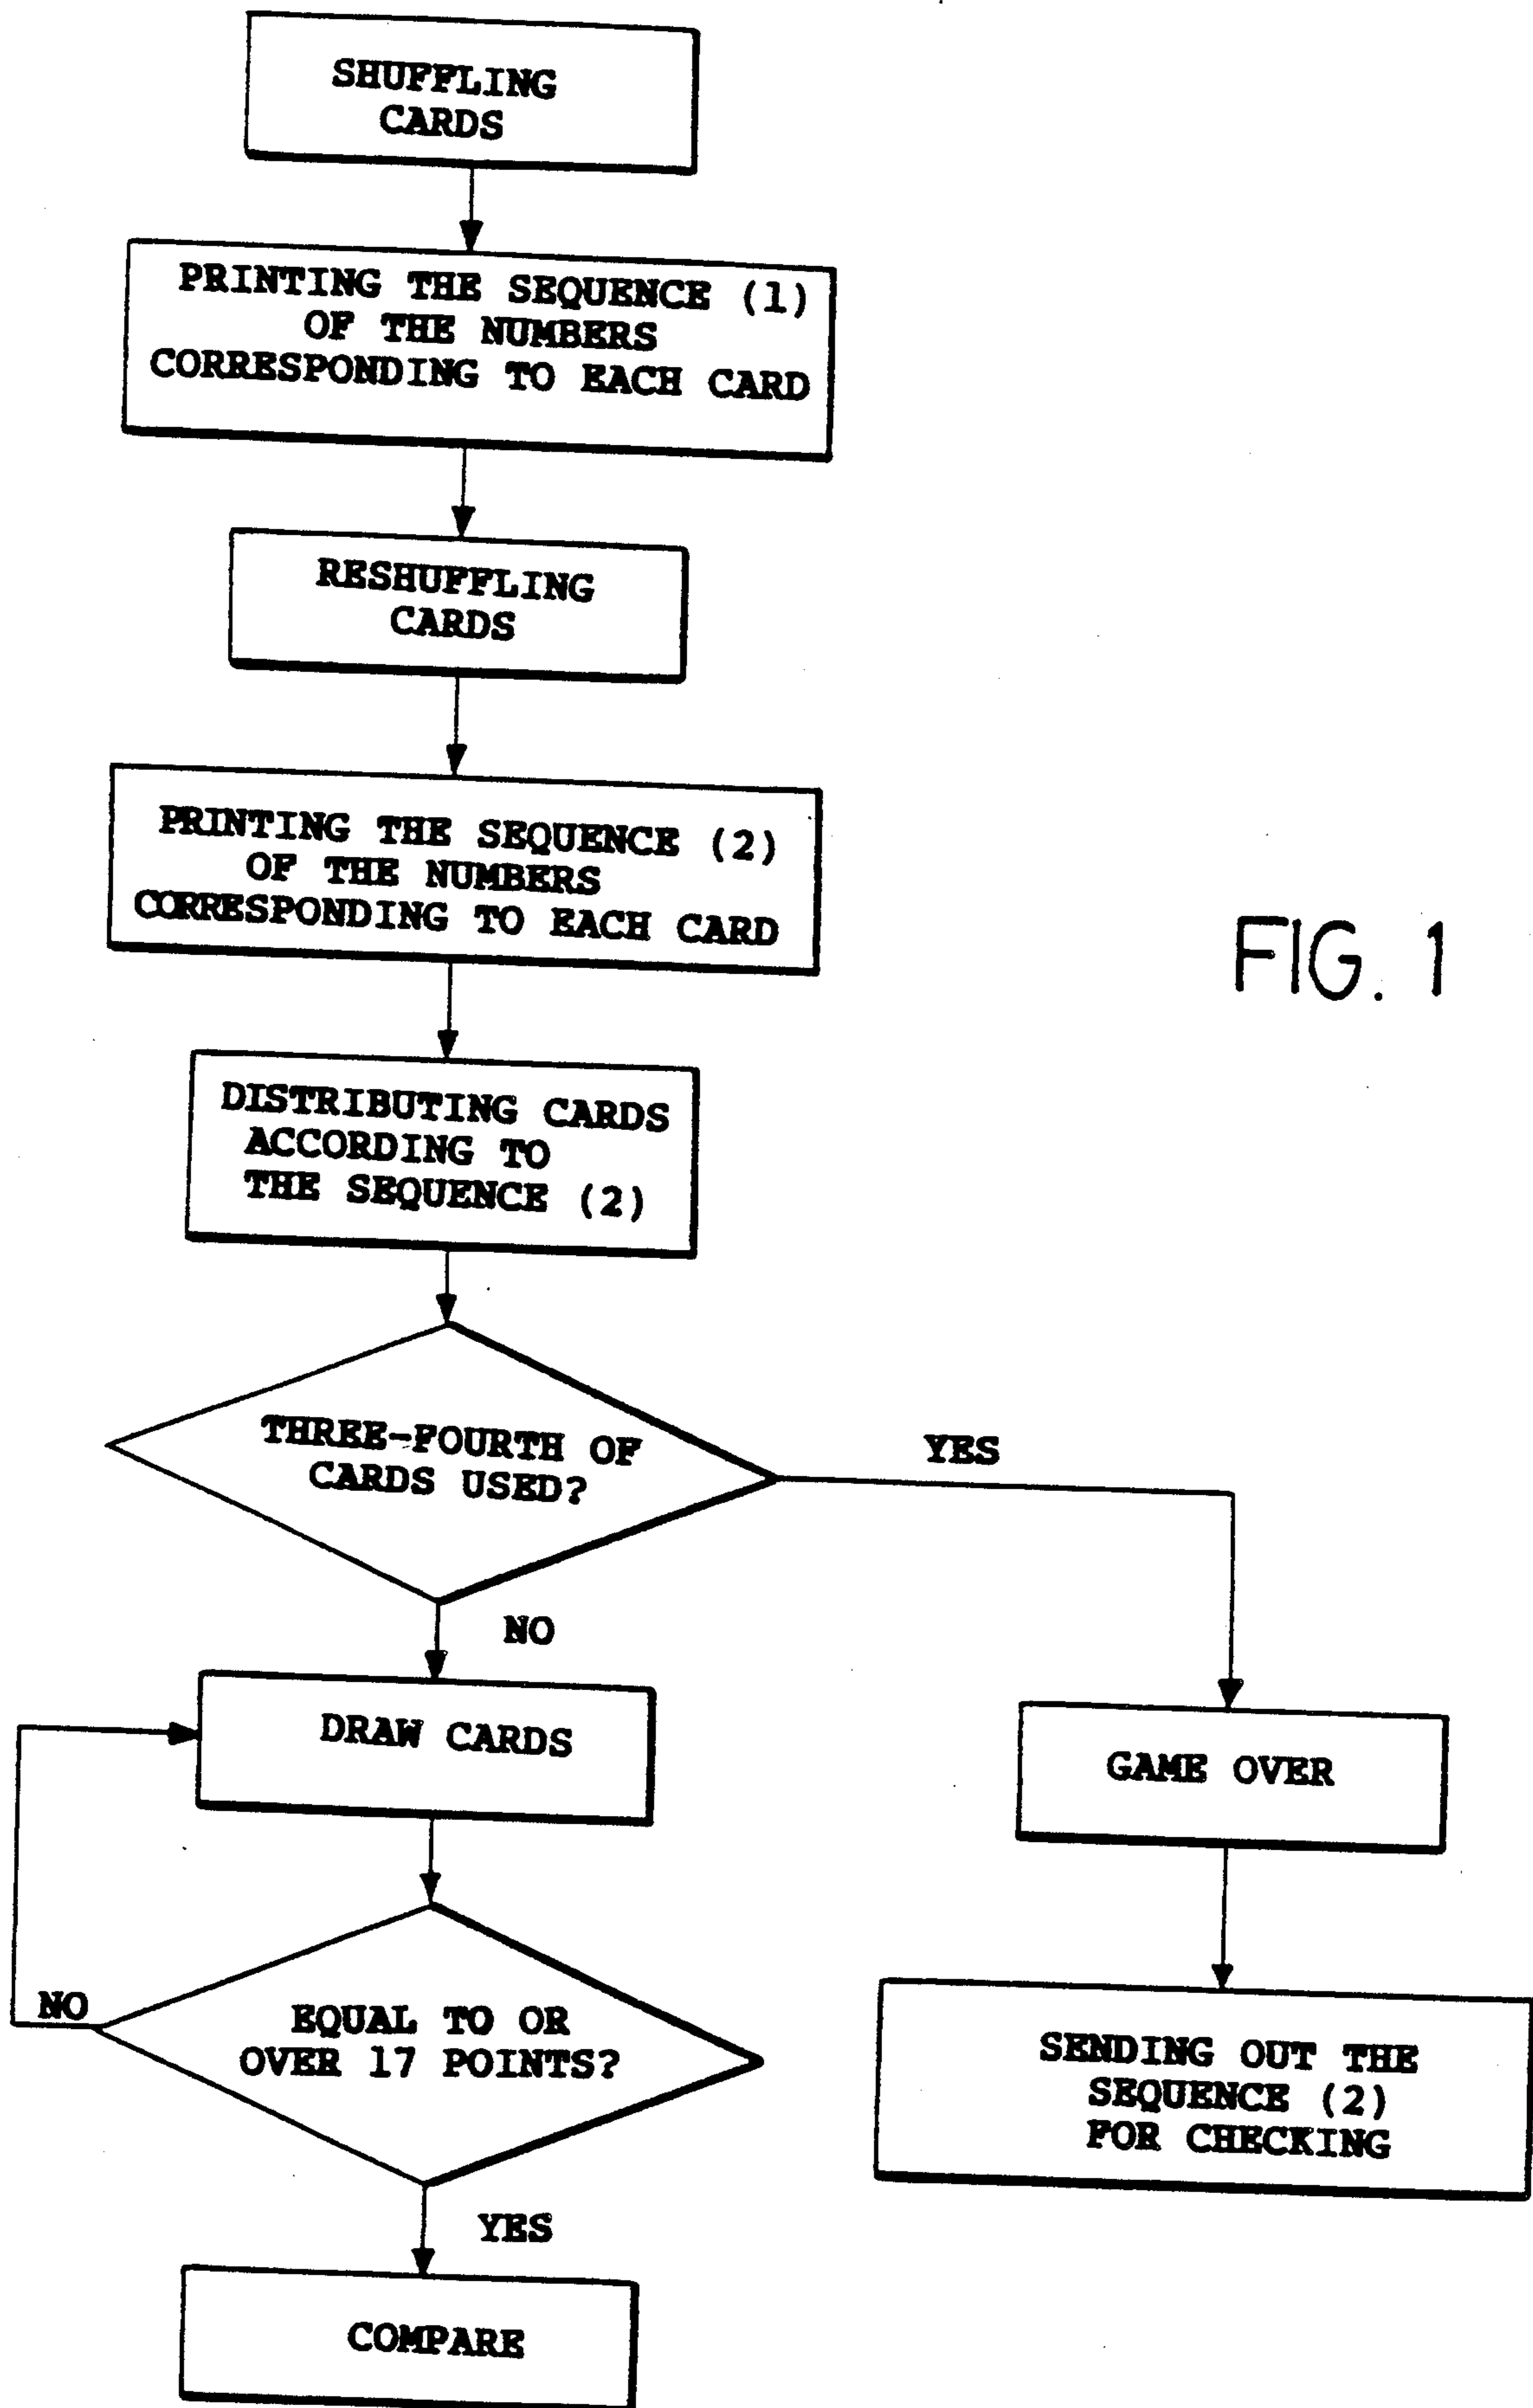 SHUFFLING
CARDS
PRINTING THE SEQUENCE (1)
OF THE NUMBERS
CORRESPONDING TO EACH CARD
RESHUFFLING
CARDS
PRINTING THE SEQUENCE (2)
OF THE NUMBERS
CORRESPONDING TO EACH CARD
FIG. 1
DISTRIBUTING CARDS
ACCORDING TO
THE SEQUENCE (2)
THREE-FOURTH OF
CARDS USED?
YES
NO
DRAW CARDS
GAME OVER
NO
EQUAL TO OR
OVER 17 POINTS?
SENDING OUT THE
SEQUENCE (2)
FOR CHECKING
YES
COMPARE